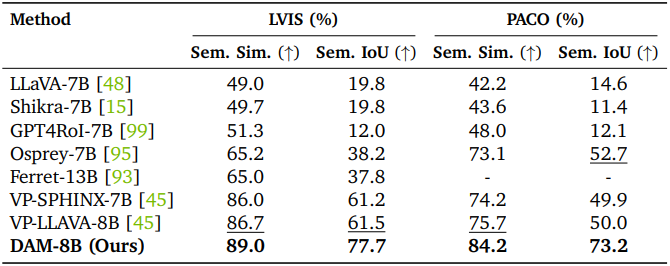 Method LVIS (%) PACO (%)
Sem. Sim. (↑) Sem. IoU (↑) Sem. Sim. (↑) Sem. IoU (↑)
LLaVA-7B [48] 49.0 19.8 42.2 14.6
Shikra-7B [15] 49.7 19.8 43.6 11.4
GPT4RoI-7B [99] 51.3 12.0 48.0 12.1
Osprey-7B [95] 65.2 38.2 73.1 52.7
Ferret-13B [93] 65.0 37.8 - -
VP-SPHINX-7B [45] 86.0 61.2 74.2 49.9
VP-LLAVA-8B [45] 86.7 61.5 75.7 50.0
DAM-8B (Ours) 89.0 77.7 84.2 73.2